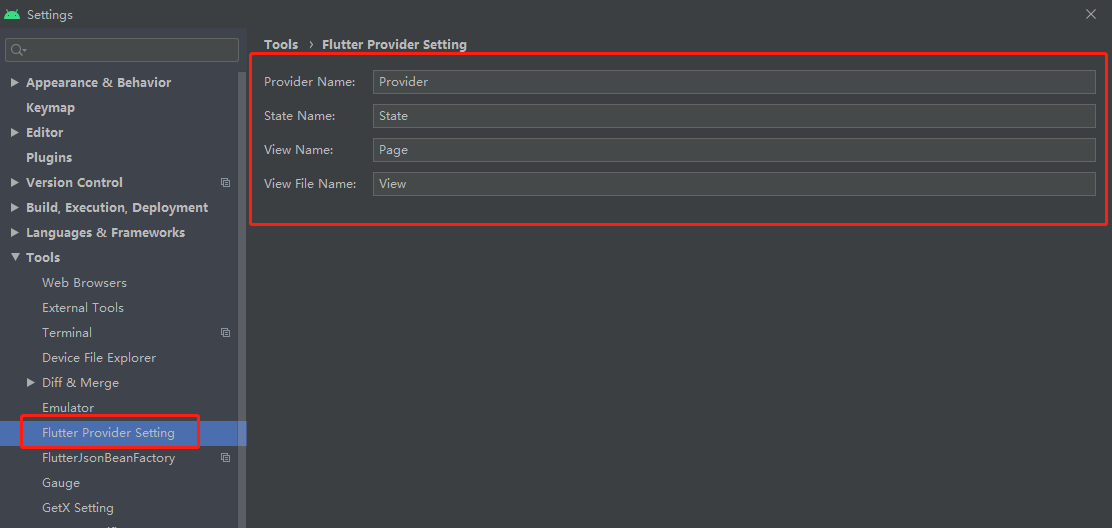 Settings
Tools › Flutter Provider Setting
Appearance & Behavior
Keymap
Editor
Plugins
Version Control
Build, Execution, Deployment
Languages & Frameworks
Tools
Web Browsers
External Tools
Terminal
Device File Explorer
Diff & Merge
Emulator
Flutter Provider Setting
FlutterJsonBeanFactory
Gauge
GetX Setting
Provider Name: Provider
State Name: State
View Name: Page
View File Name: View